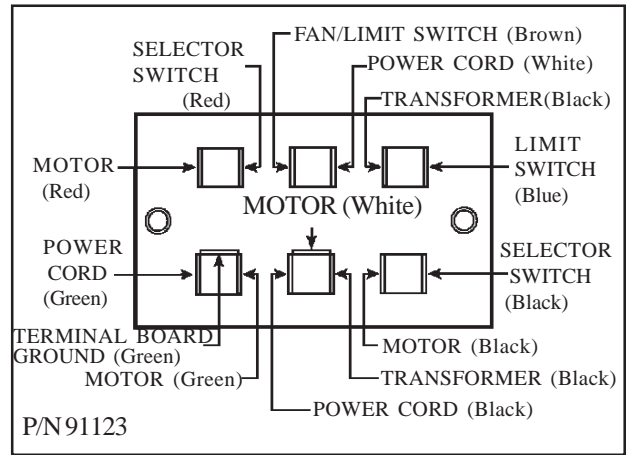 FAN/LIMIT SWITCH (Brown)
SELECTOR
SWITCH
(Red)
POWER CORD (White)
TRANSFORMER(Black)
MOTOR
(Red)
LIMIT
SWITCH
(Blue)
MOTOR (White)
POWER
CORD
(Green)
SELECTOR
SWITCH
(Black)
TERMINAL BOARD
GROUND (Green)
MOTOR (Black)
MOTOR (Green)
TRANSFORMER (Black)
POWER CORD (Black)
P/N 91123